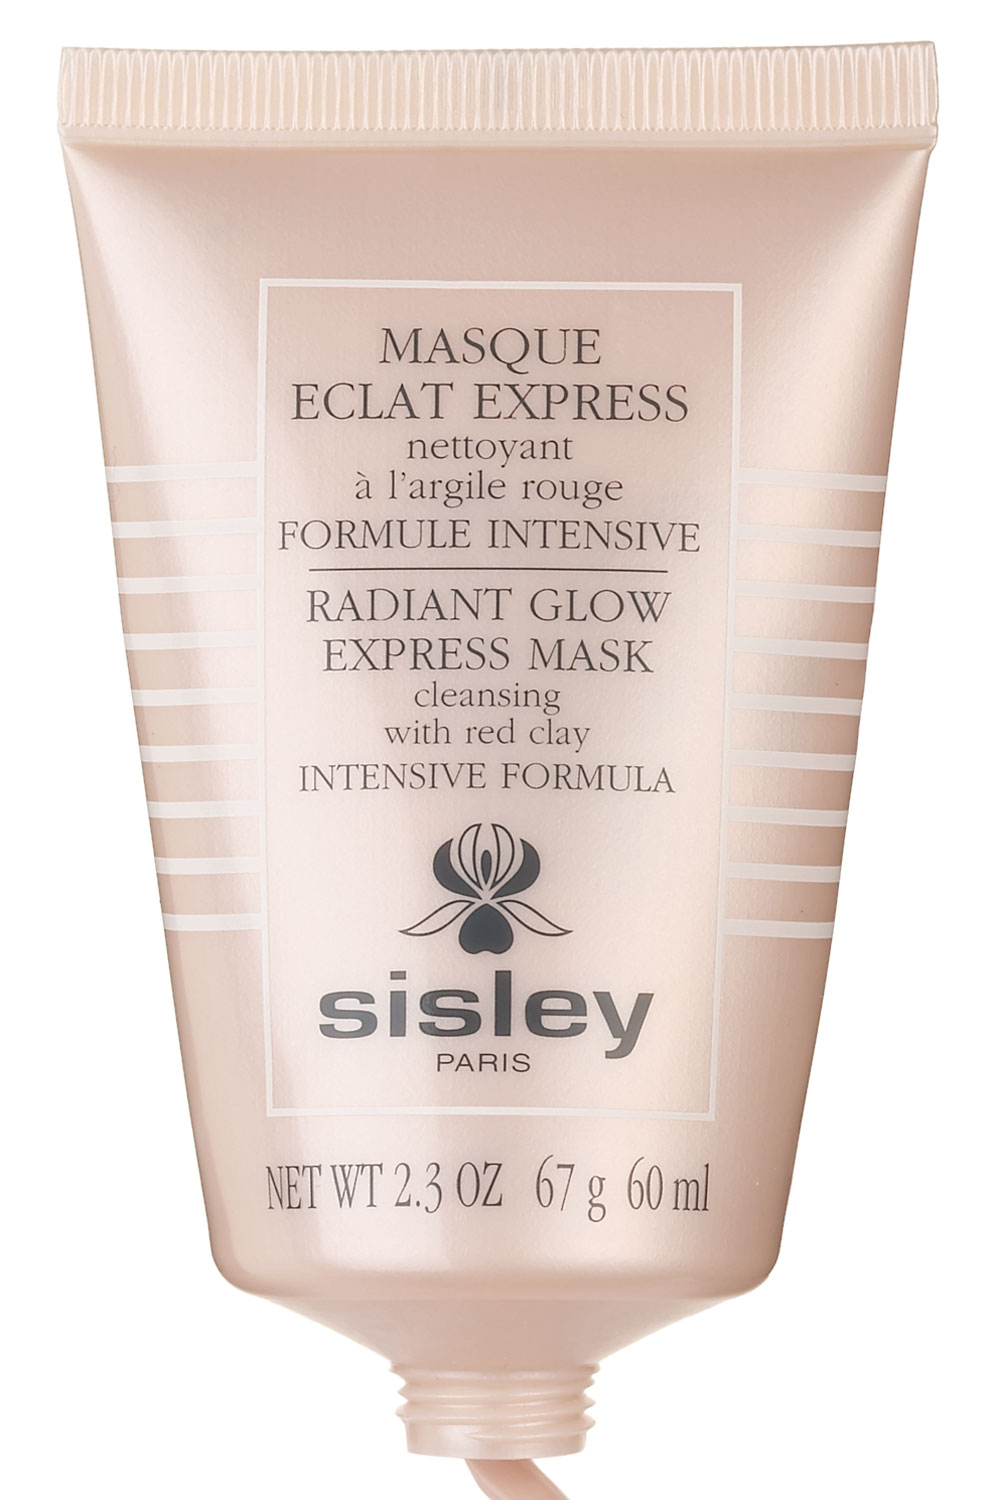 MASQUE
ECLAT EXPRESS
nettoyant
à l'argile rouge
FORMULE INTENSIVE
RADIANT GLOW
EXPRESS MASK
cleansing
with red clay
INTENSIVE FORMULA
sisley
PARIS
NET WT 2.3 OZ 67 g 60 ml